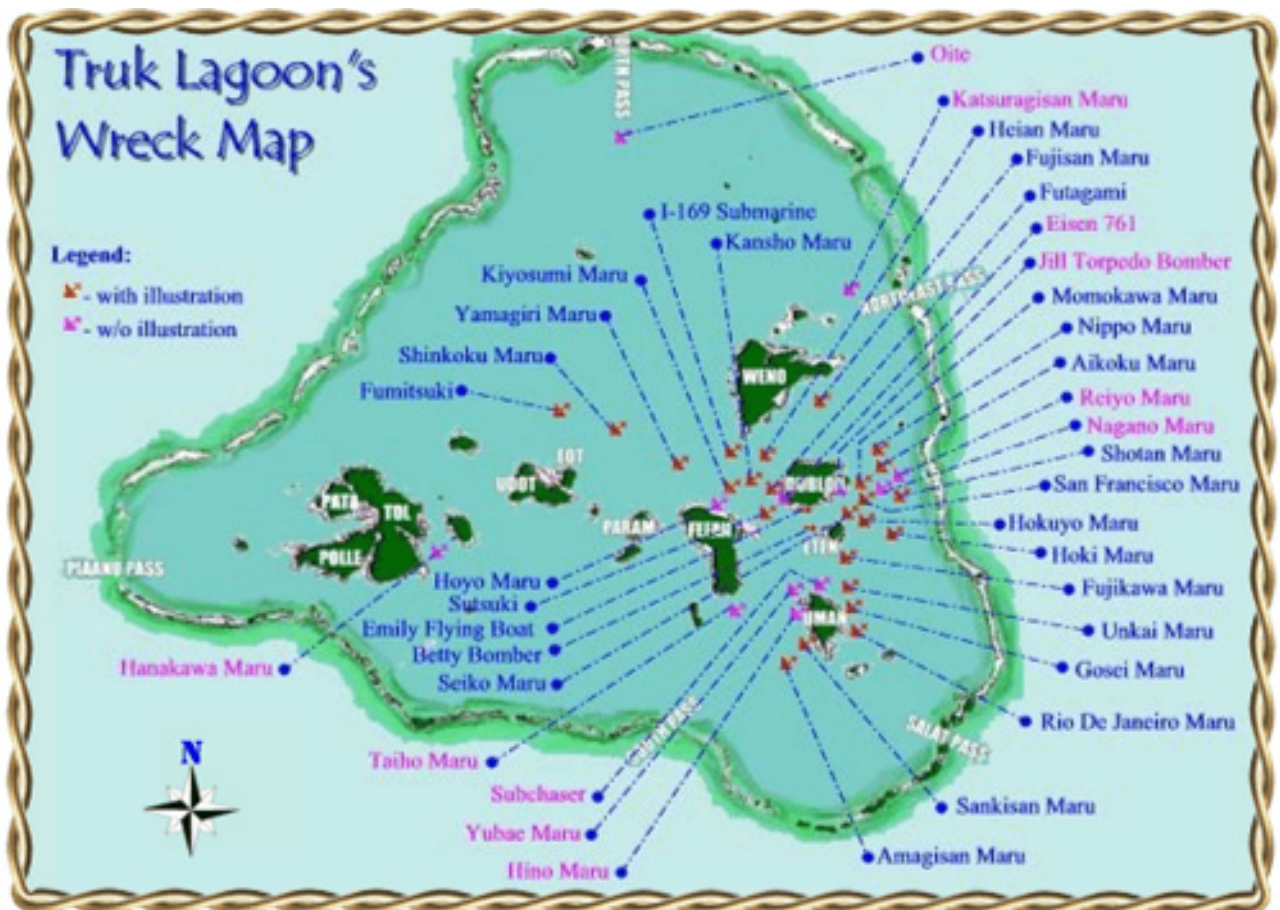 Truk Lagoon's
Wreck Map
Legend:
- with illustration
- w/o illustration
Oite
Katsuragisan Maru
Heian Maru
Fujisan Maru
Futagami
Eisen 761
Jill Torpedo Bomber
Momokawa Maru
Nippo Maru
Aikoku Maru
Reiyo Maru
Nagano Maru
Shotan Maru
San Francisco Maru
Hokuyo Maru
Hoki Maru
Fujikawa Maru
Unkai Maru
Gosei Maru
Rio De Janeiro Maru
Sankisan Maru
Amagisan Maru
I-169 Submarine
Kansho Maru
Kiyosumi Maru
Yamagiri Maru
Shinkoku Maru
Fumitsuki
Hoyo Maru
Sutsuki
Emily Flying Boat
Betty Bomber
Seiko Maru
Hanakawa Maru
Taiho Maru
Subchaser
Yubae Maru
Hino Maru
PASS
NORTHEAST PASS
WENO
UDOT
PATA
TOL
POLLE
PARAM
DUBLON
ETEN
UMAN
PIAANU PASS
PASS
SALAT PASS
N